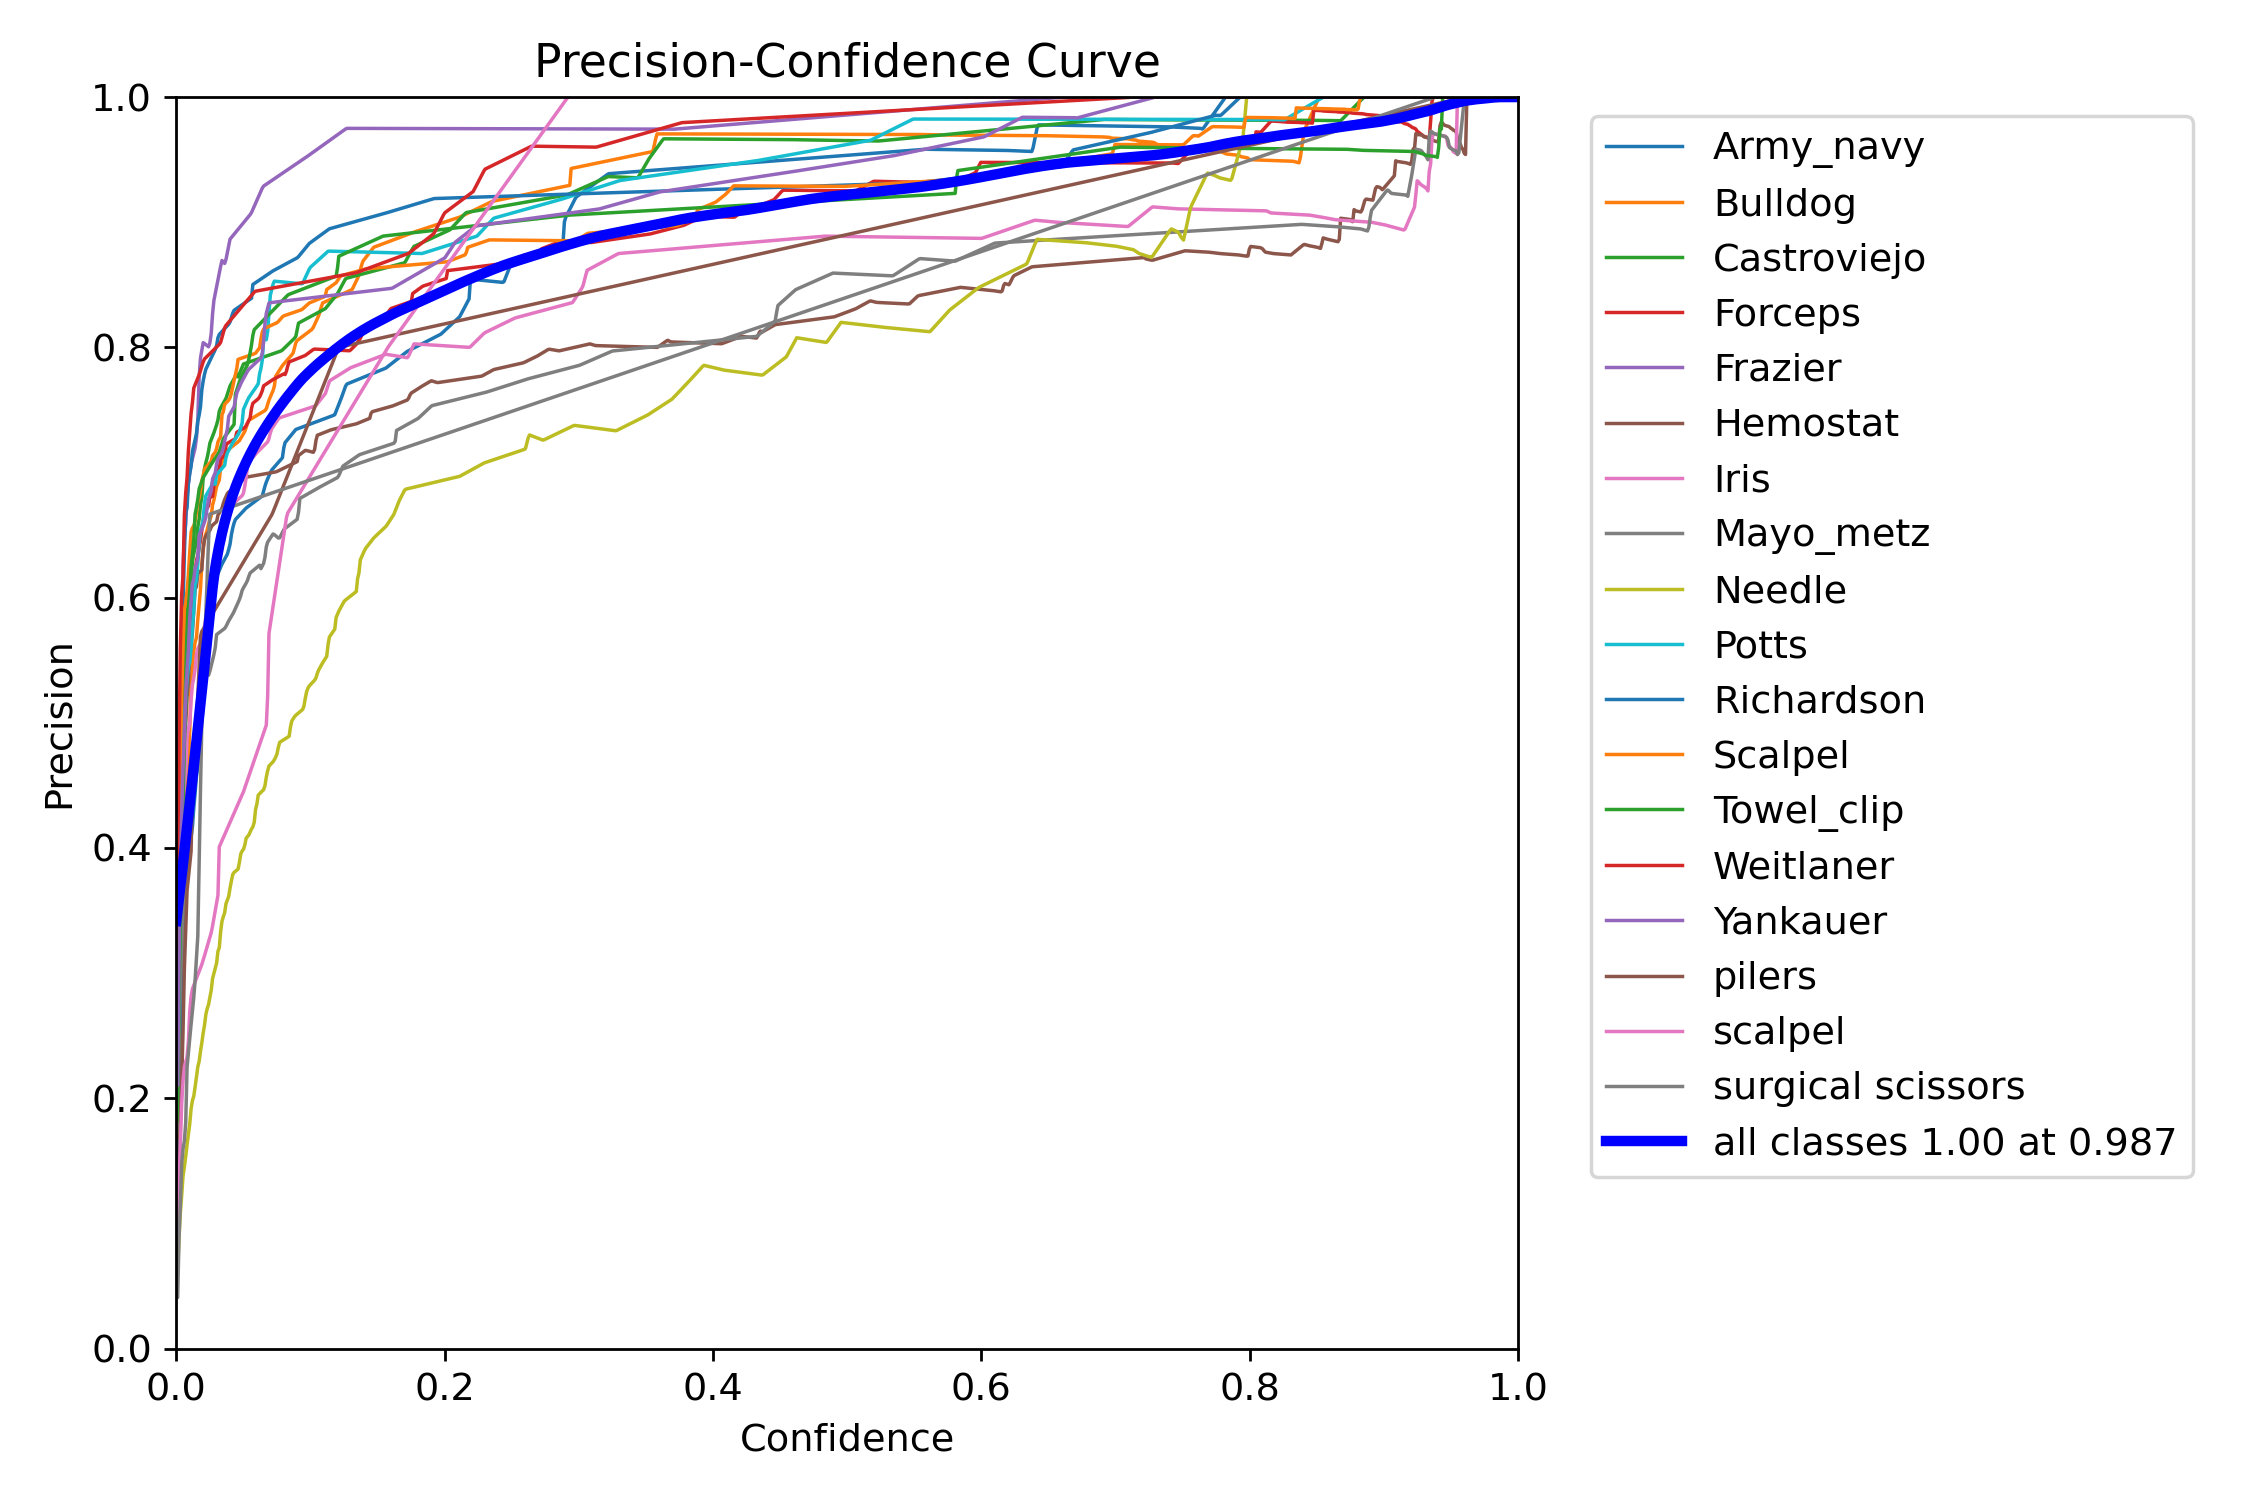 Precision-Confidence Curve
1.0
0.8
0.6
0.4
0.2
0.0
Precision
0.0 0.2 0.4 0.6 0.8 1.0
Confidence
Army_navy
Bulldog
Castroviejo
Forceps
Frazier
Hemostat
Iris
Mayo_metz
Needle
Potts
Richardson
Scalpel
Towel_clip
Weitlaner
Yankauer
pilers
scalpel
surgical scissors
all classes 1.00 at 0.987